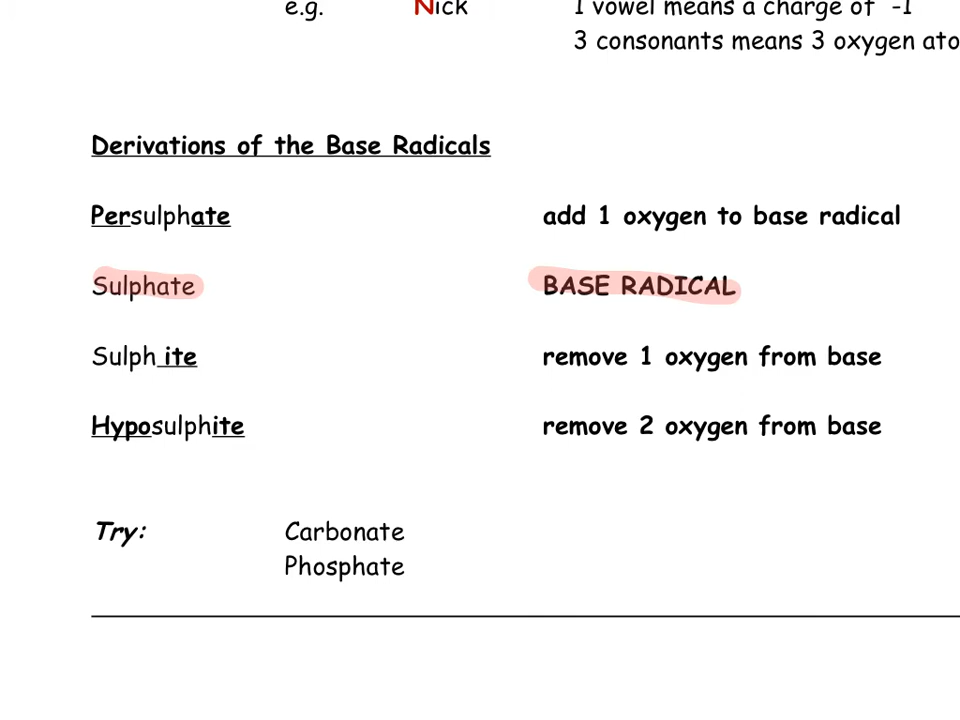 e.g. Nick 1 vowel means a charge of -1
3 consonants means 3 oxygen ato
Derivations of the Base Radicals
Persulphate add 1 oxygen to base radical
Sulphate BASE RADICAL
Sulph ite remove 1 oxygen from base
Hyposulphite remove 2 oxygen from base
Try: Carbonate
Phosphate